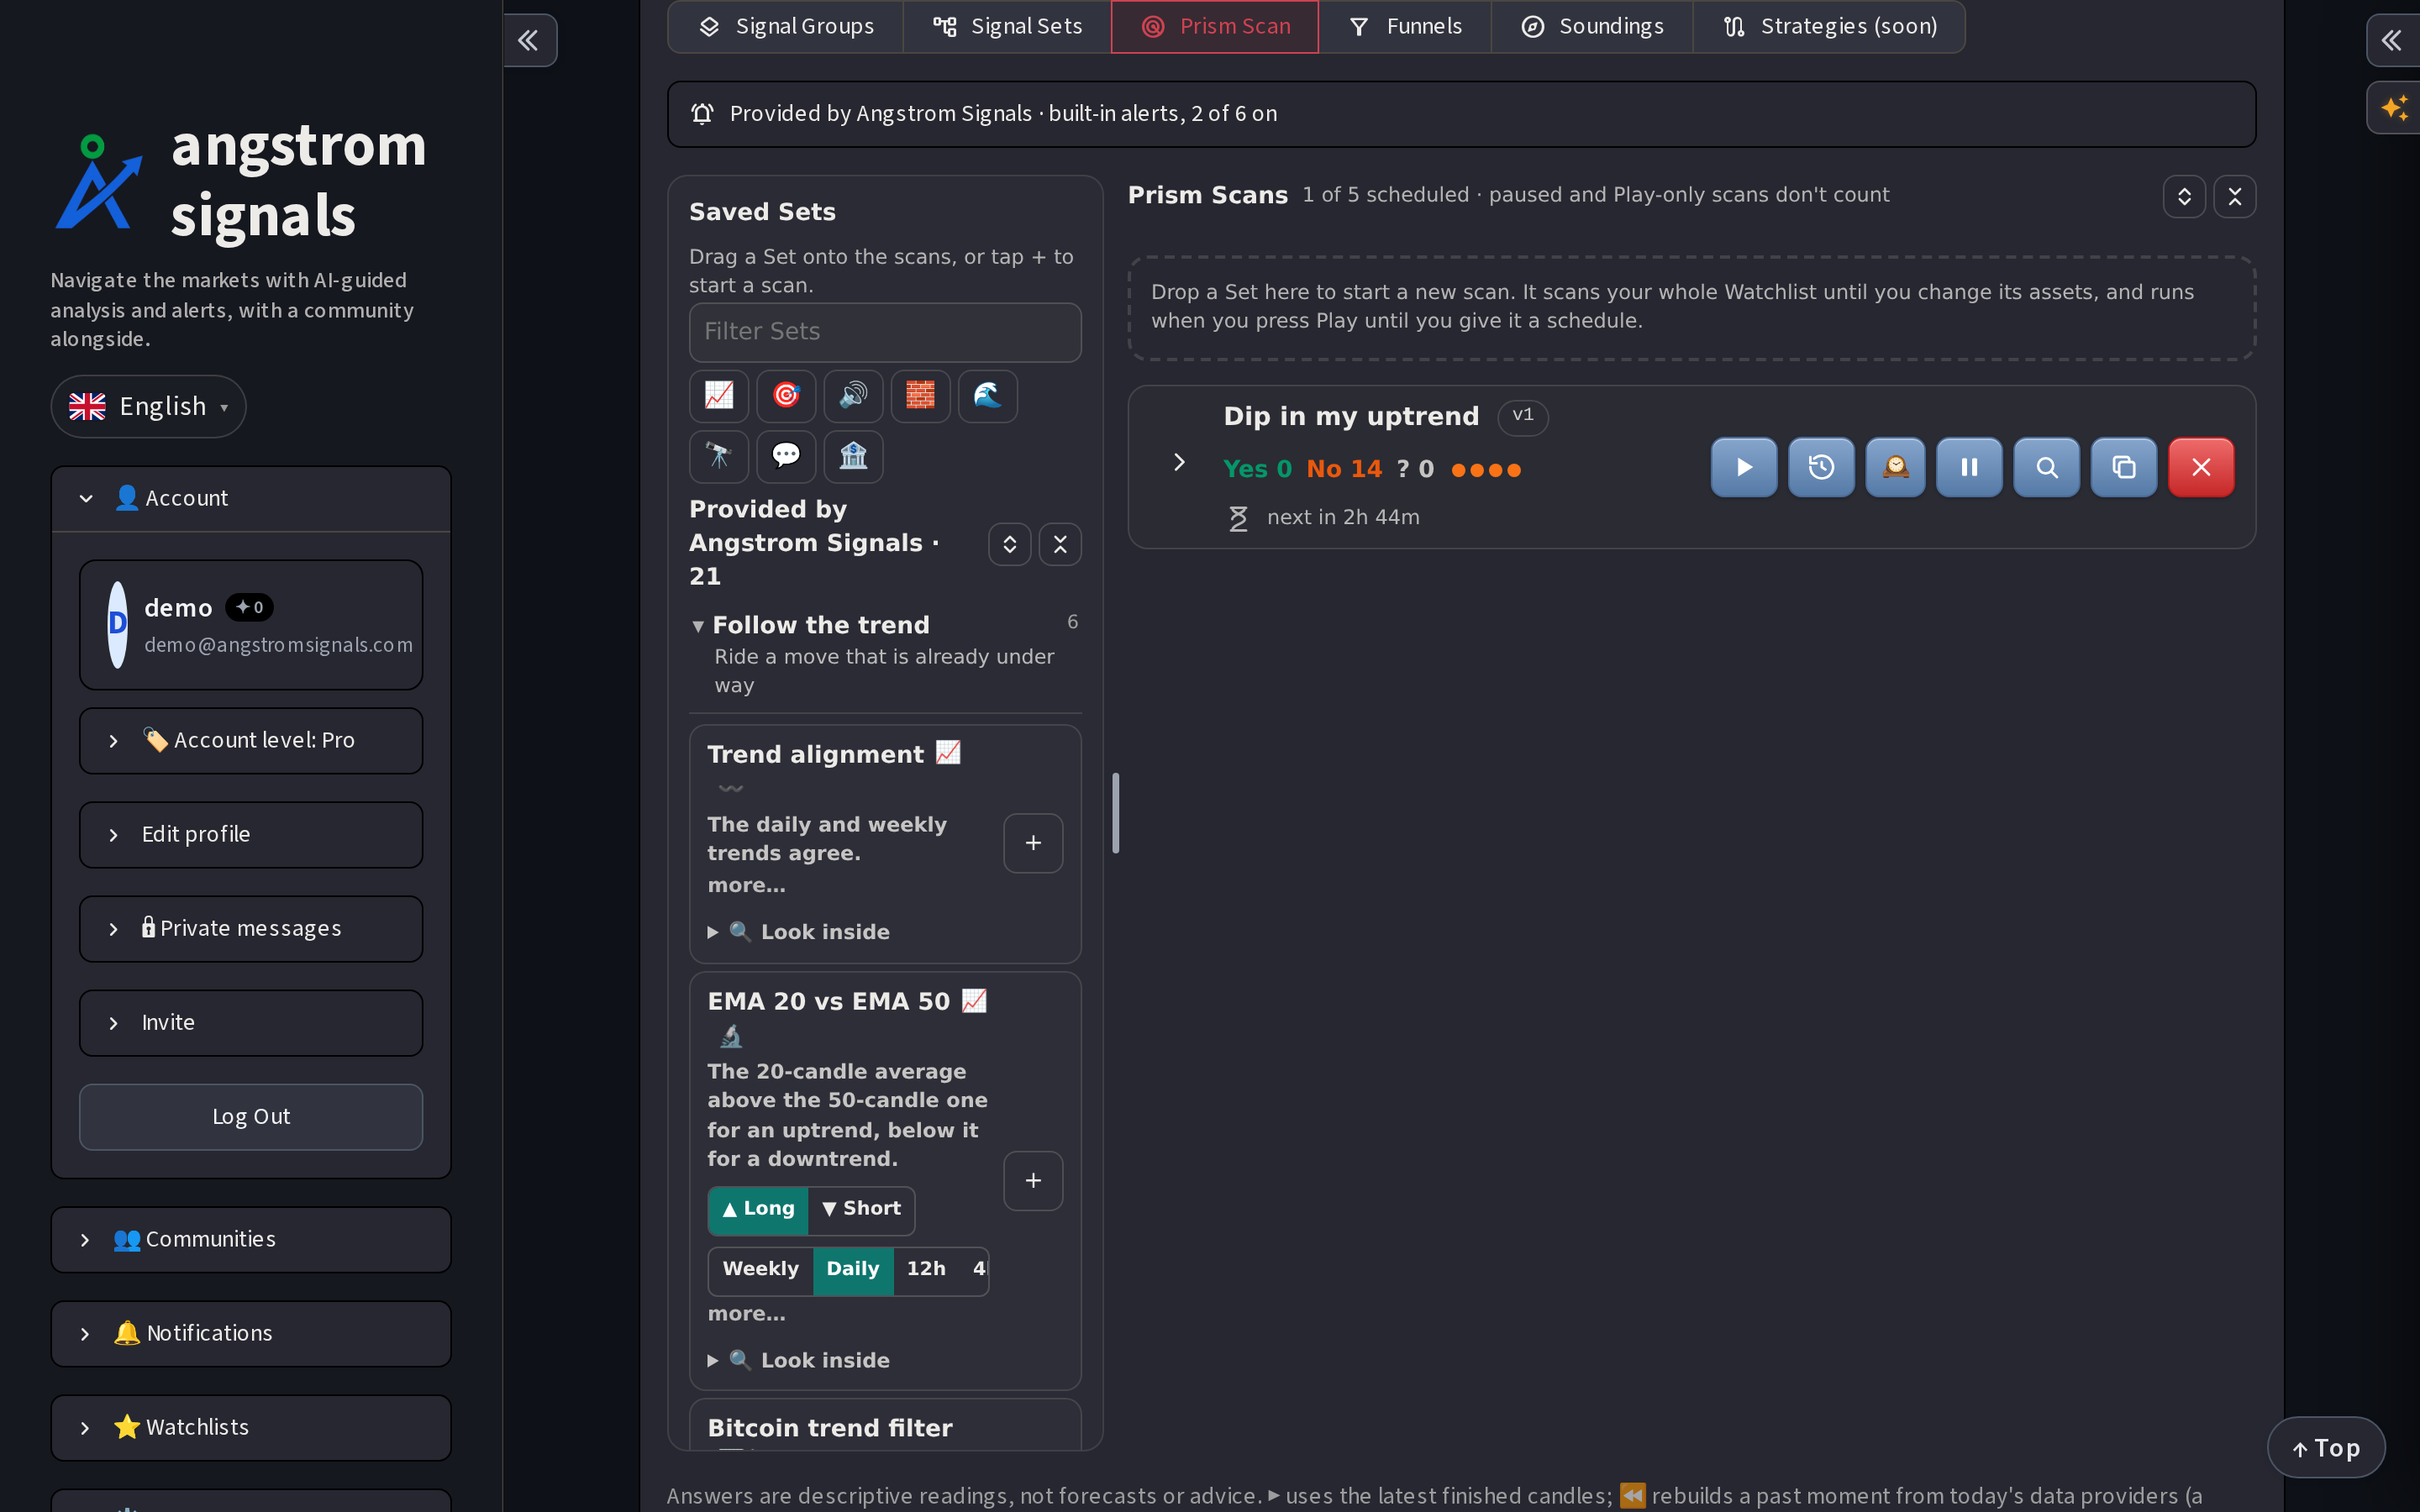 Signal Groups
Signal Sets
Prism Scan
Funnels
Soundings
Strategies (soon)
Provided by Angstrom Signals · built-in alerts, 2 of 6 on
angstrom
signals
Navigate the markets with AI-guided
analysis and alerts, with a community
alongside.
English
Account
D
demo
✦ 0
demo@angstromsignals.com
Account level: Pro
Edit profile
Private messages
Invite
Log Out
Communities
Notifications
Watchlists
Saved Sets
Drag a Set onto the scans, or tap + to
start a scan.
Filter Sets
Provided by
Angstrom Signals ·
21
Follow the trend
6
Ride a move that is already under
way
Trend alignment
The daily and weekly
trends agree.
more...
+
Look inside
EMA 20 vs EMA 50
The 20-candle average
above the 50-candle one
for an uptrend, below it
for a downtrend.
+
▲ Long ▼ Short
Weekly Daily 12h
more...
Look inside
Bitcoin trend filter
Prism Scans 1 of 5 scheduled · paused and Play-only scans don't count
Drop a Set here to start a new scan. It scans your whole Watchlist until you change its assets, and runs
when you press Play until you give it a schedule.
Dip in my uptrend v1
Yes 0 No 14 ? 0
next in 2h 44m
↑ Top
Answers are descriptive readings, not forecasts or advice. ▶ uses the latest finished candles; ⏪ rebuilds a past moment from today's data providers (a